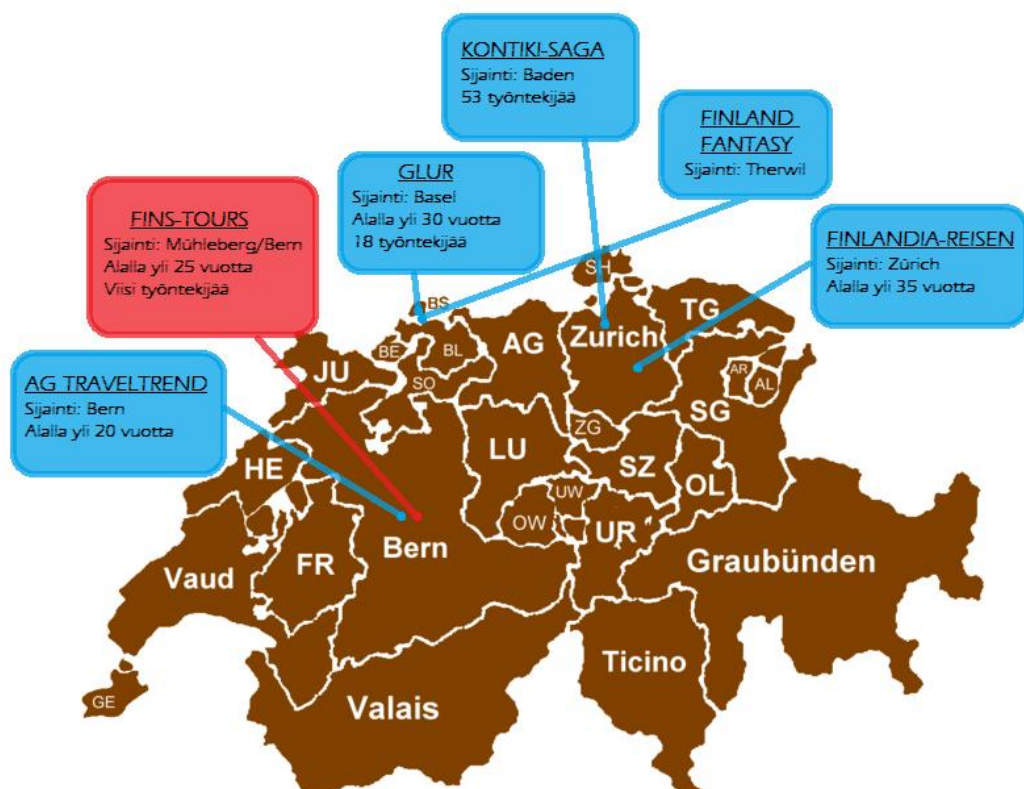 KONTIKI-SAGA
Sijainti: Baden
53 työntekijää
FINLAND
FANTASY
Sijainti: Therwil
GLUR
Sijainti: Basel
Alalla yli 30 vuotta
18 työntekijää
FINS-TOURS
Sijainti: Mühleberg/Bern
Alalla yli 25 vuotta
Viisi työntekijää
FINLANDIA-REISEN
Sijainti: Zürich
Alalla yli 35 vuotta
AG TRAVELTREND
Sijainti: Bern
Alalla yli 20 vuotta
SH
BS
TG
Zurich
AG
BE
BL
JU
SO
AR
AL
SG
ZG
LU
SZ
HE
OL
UW
OW
UR
Bern
FR
Vaud
Graubünden
Ticino
GE
Valais